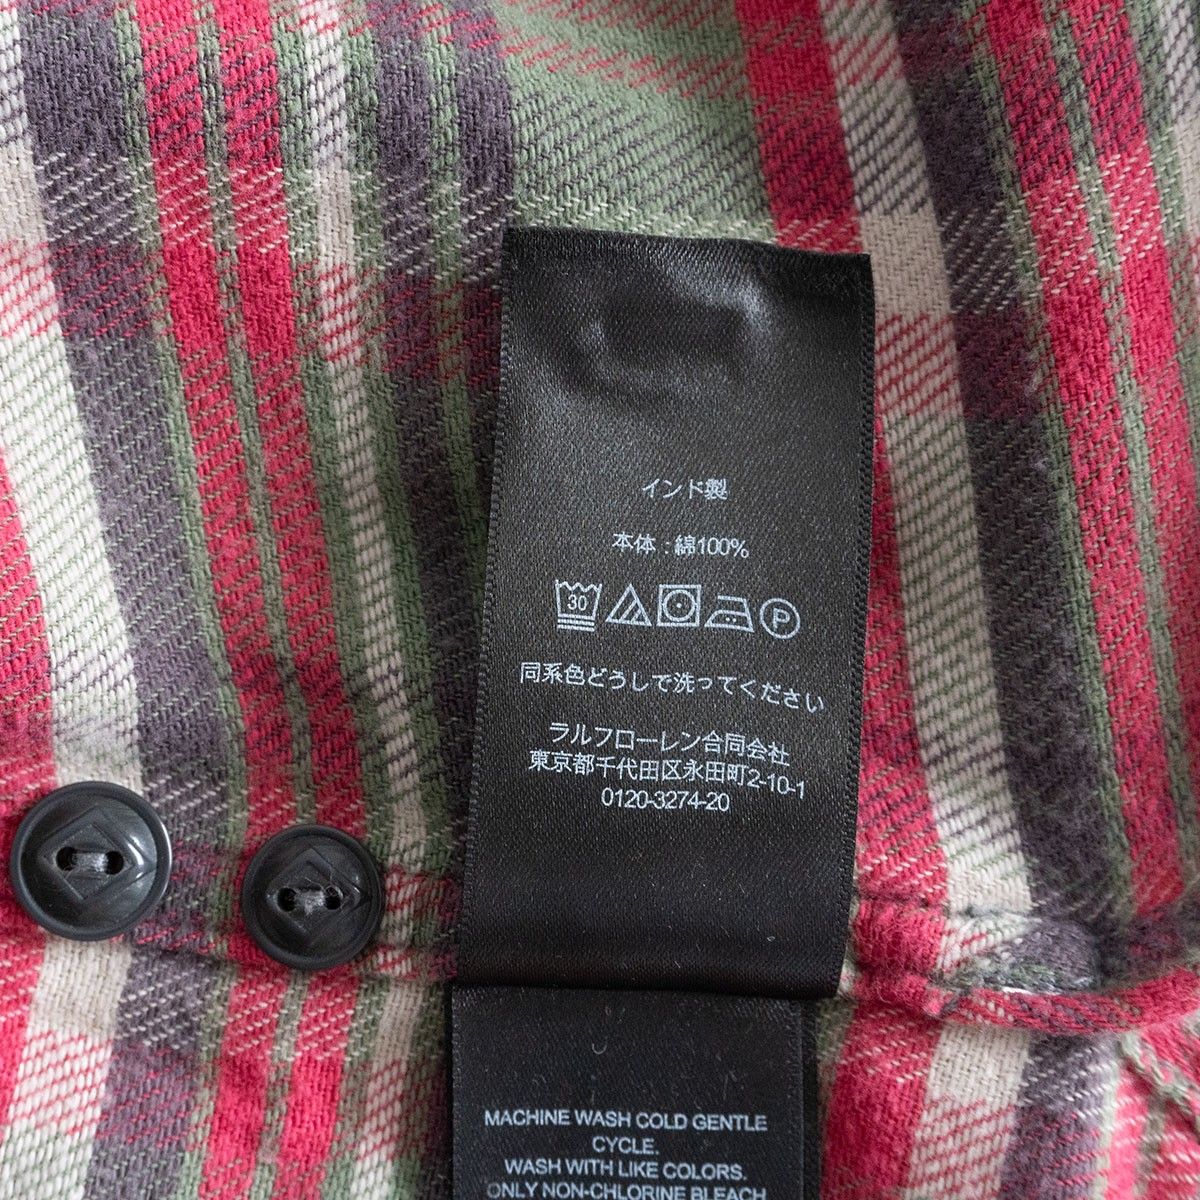 インド製
本体 : 綿100%
30 P
同系色どうしで洗ってください
ラルフローレン合同会社
東京都千代田区永田町2-10-1
0120-3274-20
MACHINE WASH COLD GENTLE
CYCLE.
WASH WITH LIKE COLORS.
ONLY NON-CHLORINE BLEACH